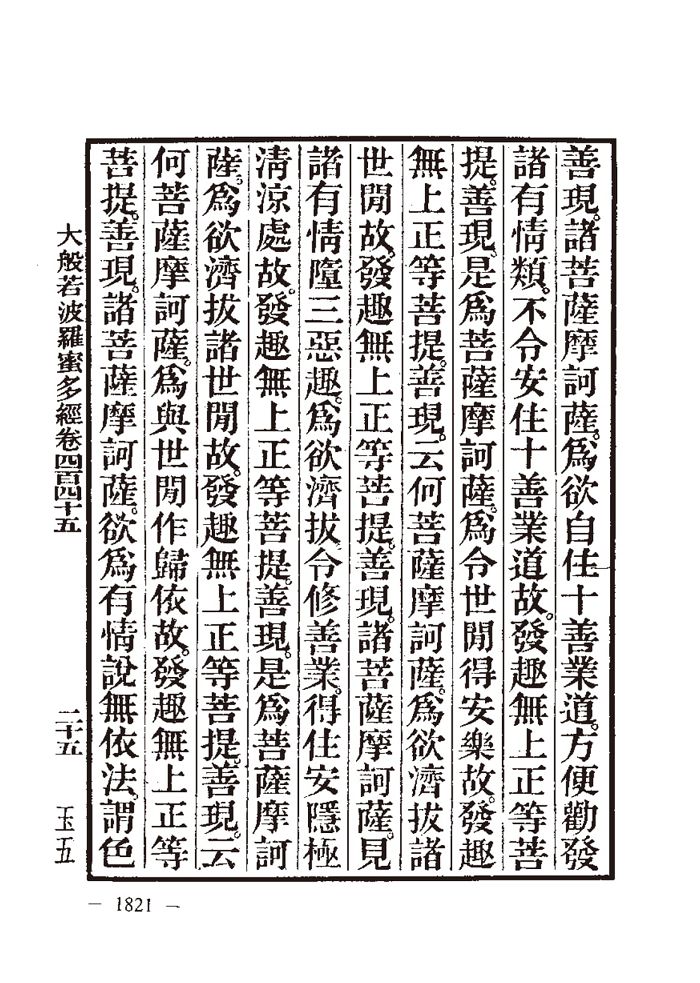 善現。諸菩薩摩訶薩。爲欲自住十善業道。方便勸發
諸有情類。不令安住十善業道故。發趣無上正等菩
提。善現。是爲菩薩摩訶薩。爲令世閒得安樂故。發趣
無上正等菩提。善現。云何菩薩摩訶薩。爲欲濟拔諸
世閒故。發趣無上正等菩提。善現。諸菩薩摩訶薩。見
諸有情墮三惡趣。爲欲濟拔令修善業。得住安隱極
淸涼處故。發趣無上正等菩提。善現。是爲菩薩摩訶
薩。爲欲濟拔諸世閒故。發趣無上正等菩提。善現。云
何菩薩摩訶薩。爲與世閒作歸依故。發趣無上正等
菩提。善現。諸菩薩摩訶薩。欲爲有情說無依法。謂色
大般若波羅蜜多經卷四百四十五 二十五 玉五
— 1821 —